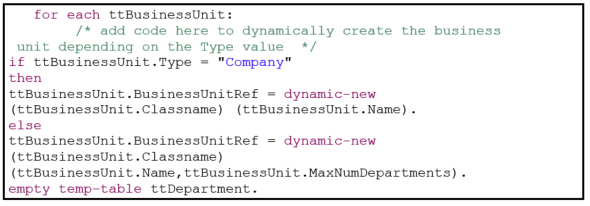 for each ttBusinessUnit:
/* add code here to dynamically create the business
unit depending on the Type value */
if ttBusinessUnit.Type = "Company"
then
ttBusinessUnit.BusinessUnitRef = dynamic-new
(ttBusinessUnit.Classname) (ttBusinessUnit.Name).
else
ttBusinessUnit.BusinessUnitRef = dynamic-new
(ttBusinessUnit.Classname)
(ttBusinessUnit.Name,ttBusinessUnit.MaxNumDepartments).
empty temp-table ttDepartment.